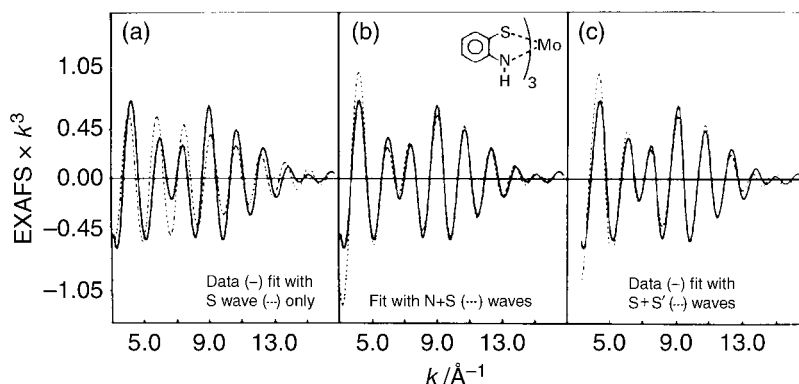 (a)
(b)
(c)
S
Mo
N
H
3
1.05
0.45
0.00
−0.45
−1.05
EXAFS × k³
Data (–) fit with
S wave (···) only
Fit with N+S (···) waves
Data (–) fit with
S+S′ (···) waves
5.0 9.0 13.0
5.0 9.0 13.0
5.0 9.0 13.0
k /Å⁻¹